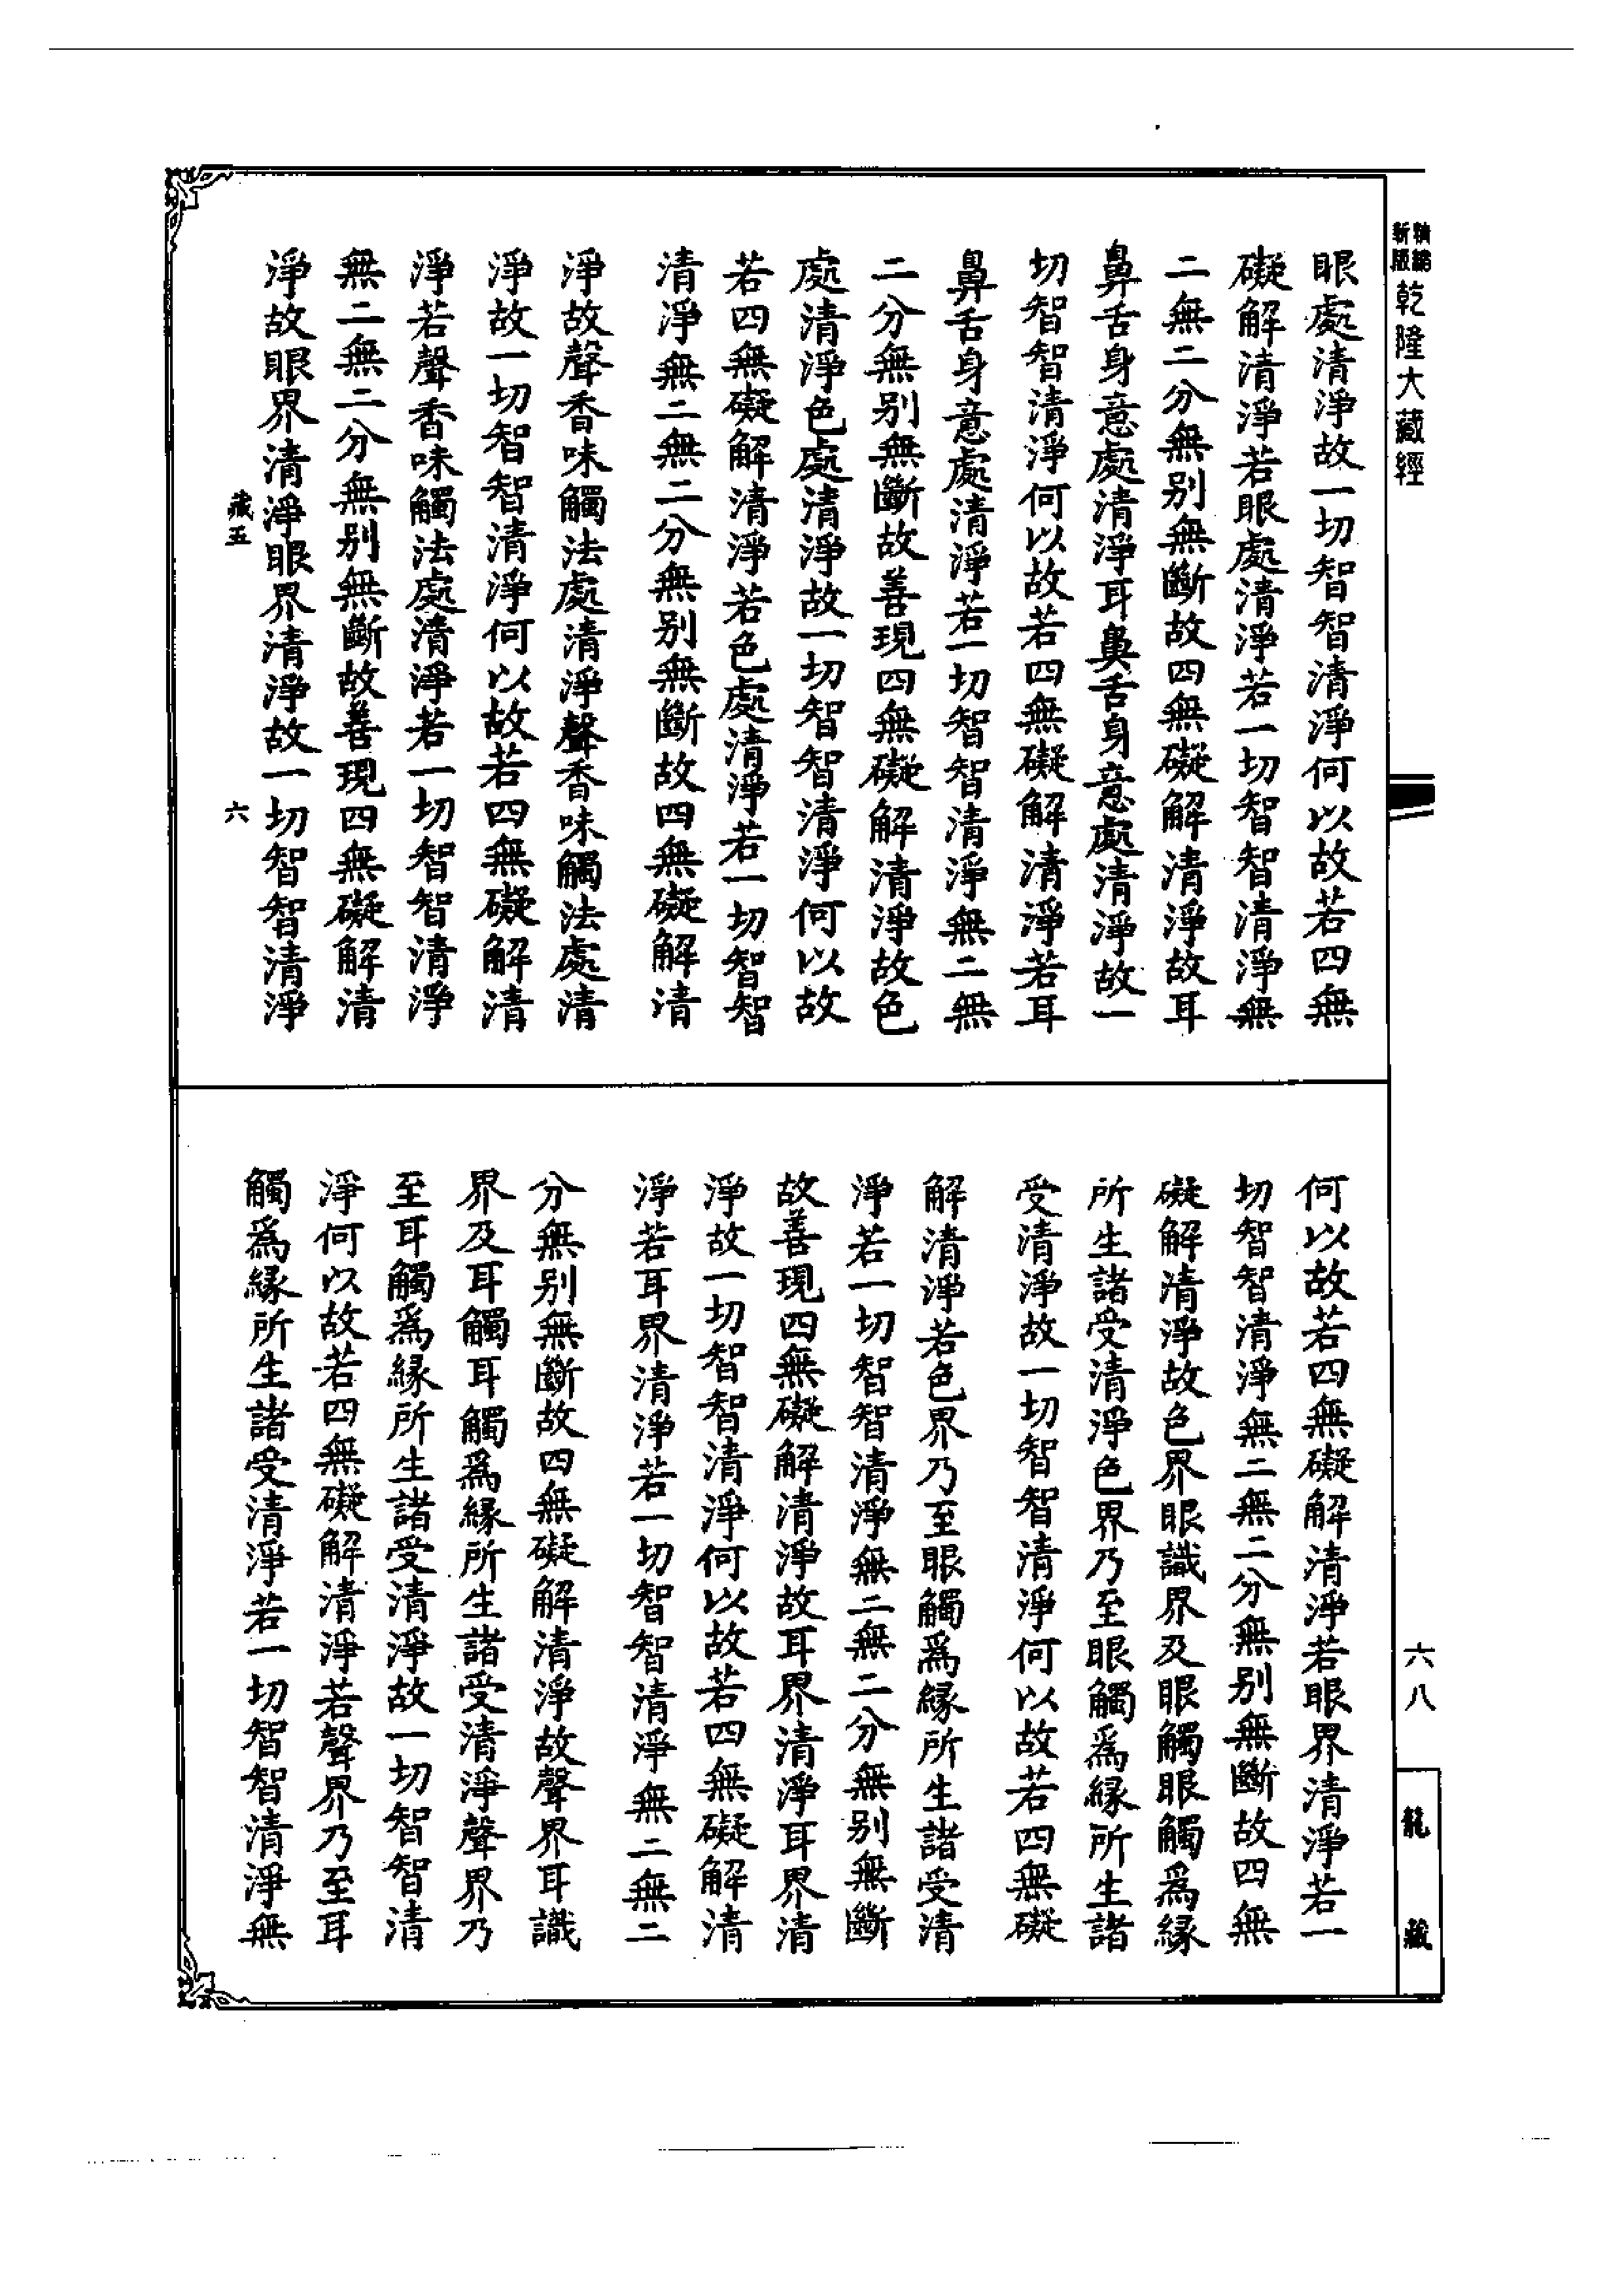 新版精編
乾隆大藏經
眼處清淨故一切智智清淨何以故若四無
礙解清淨若眼處清淨若一切智智清淨無
二無二分無别無斷故四無礙解清淨故耳
鼻舌身意處清淨耳鼻舌身意處清淨故一
切智智清淨何以故若四無礙解清淨若耳
鼻舌身意處清淨若一切智智清淨無二無
二分無别無斷故善現四無礙解清淨故色
處清淨色處清淨故一切智智清淨何以故
若四無礙解清淨若色處清淨若一切智智
清淨無二無二分無别無斷故四無礙解清
淨故聲香味觸法處清淨聲香味觸法處清
淨故一切智智清淨何以故若四無礙解清
淨若聲香味觸法處清淨若一切智智清淨
無二無二分無别無斷故善現四無礙解清
淨故眼界清淨眼界清淨故一切智智清淨
藏五
六
何以故若四無礙解清淨若眼界清淨若一
切智智清淨無二無二分無别無斷故四無
礙解清淨故色界眼識界及眼觸眼觸爲緣
所生諸受清淨色界乃至眼觸爲緣所生諸
受清淨故一切智智清淨何以故若四無礙
解清淨若色界乃至眼觸爲緣所生諸受清
淨若一切智智清淨無二無二分無别無斷
故善現四無礙解清淨故耳界清淨耳界清
淨故一切智智清淨何以故若四無礙解清
淨若耳界清淨若一切智智清淨無二無二
分無别無斷故四無礙解清淨故聲界耳識
界及耳觸耳觸爲緣所生諸受清淨聲界乃
至耳觸爲緣所生諸受清淨故一切智智清
淨何以故若四無礙解清淨若聲界乃至耳
觸爲緣所生諸受清淨若一切智智清淨無
六八
龍藏